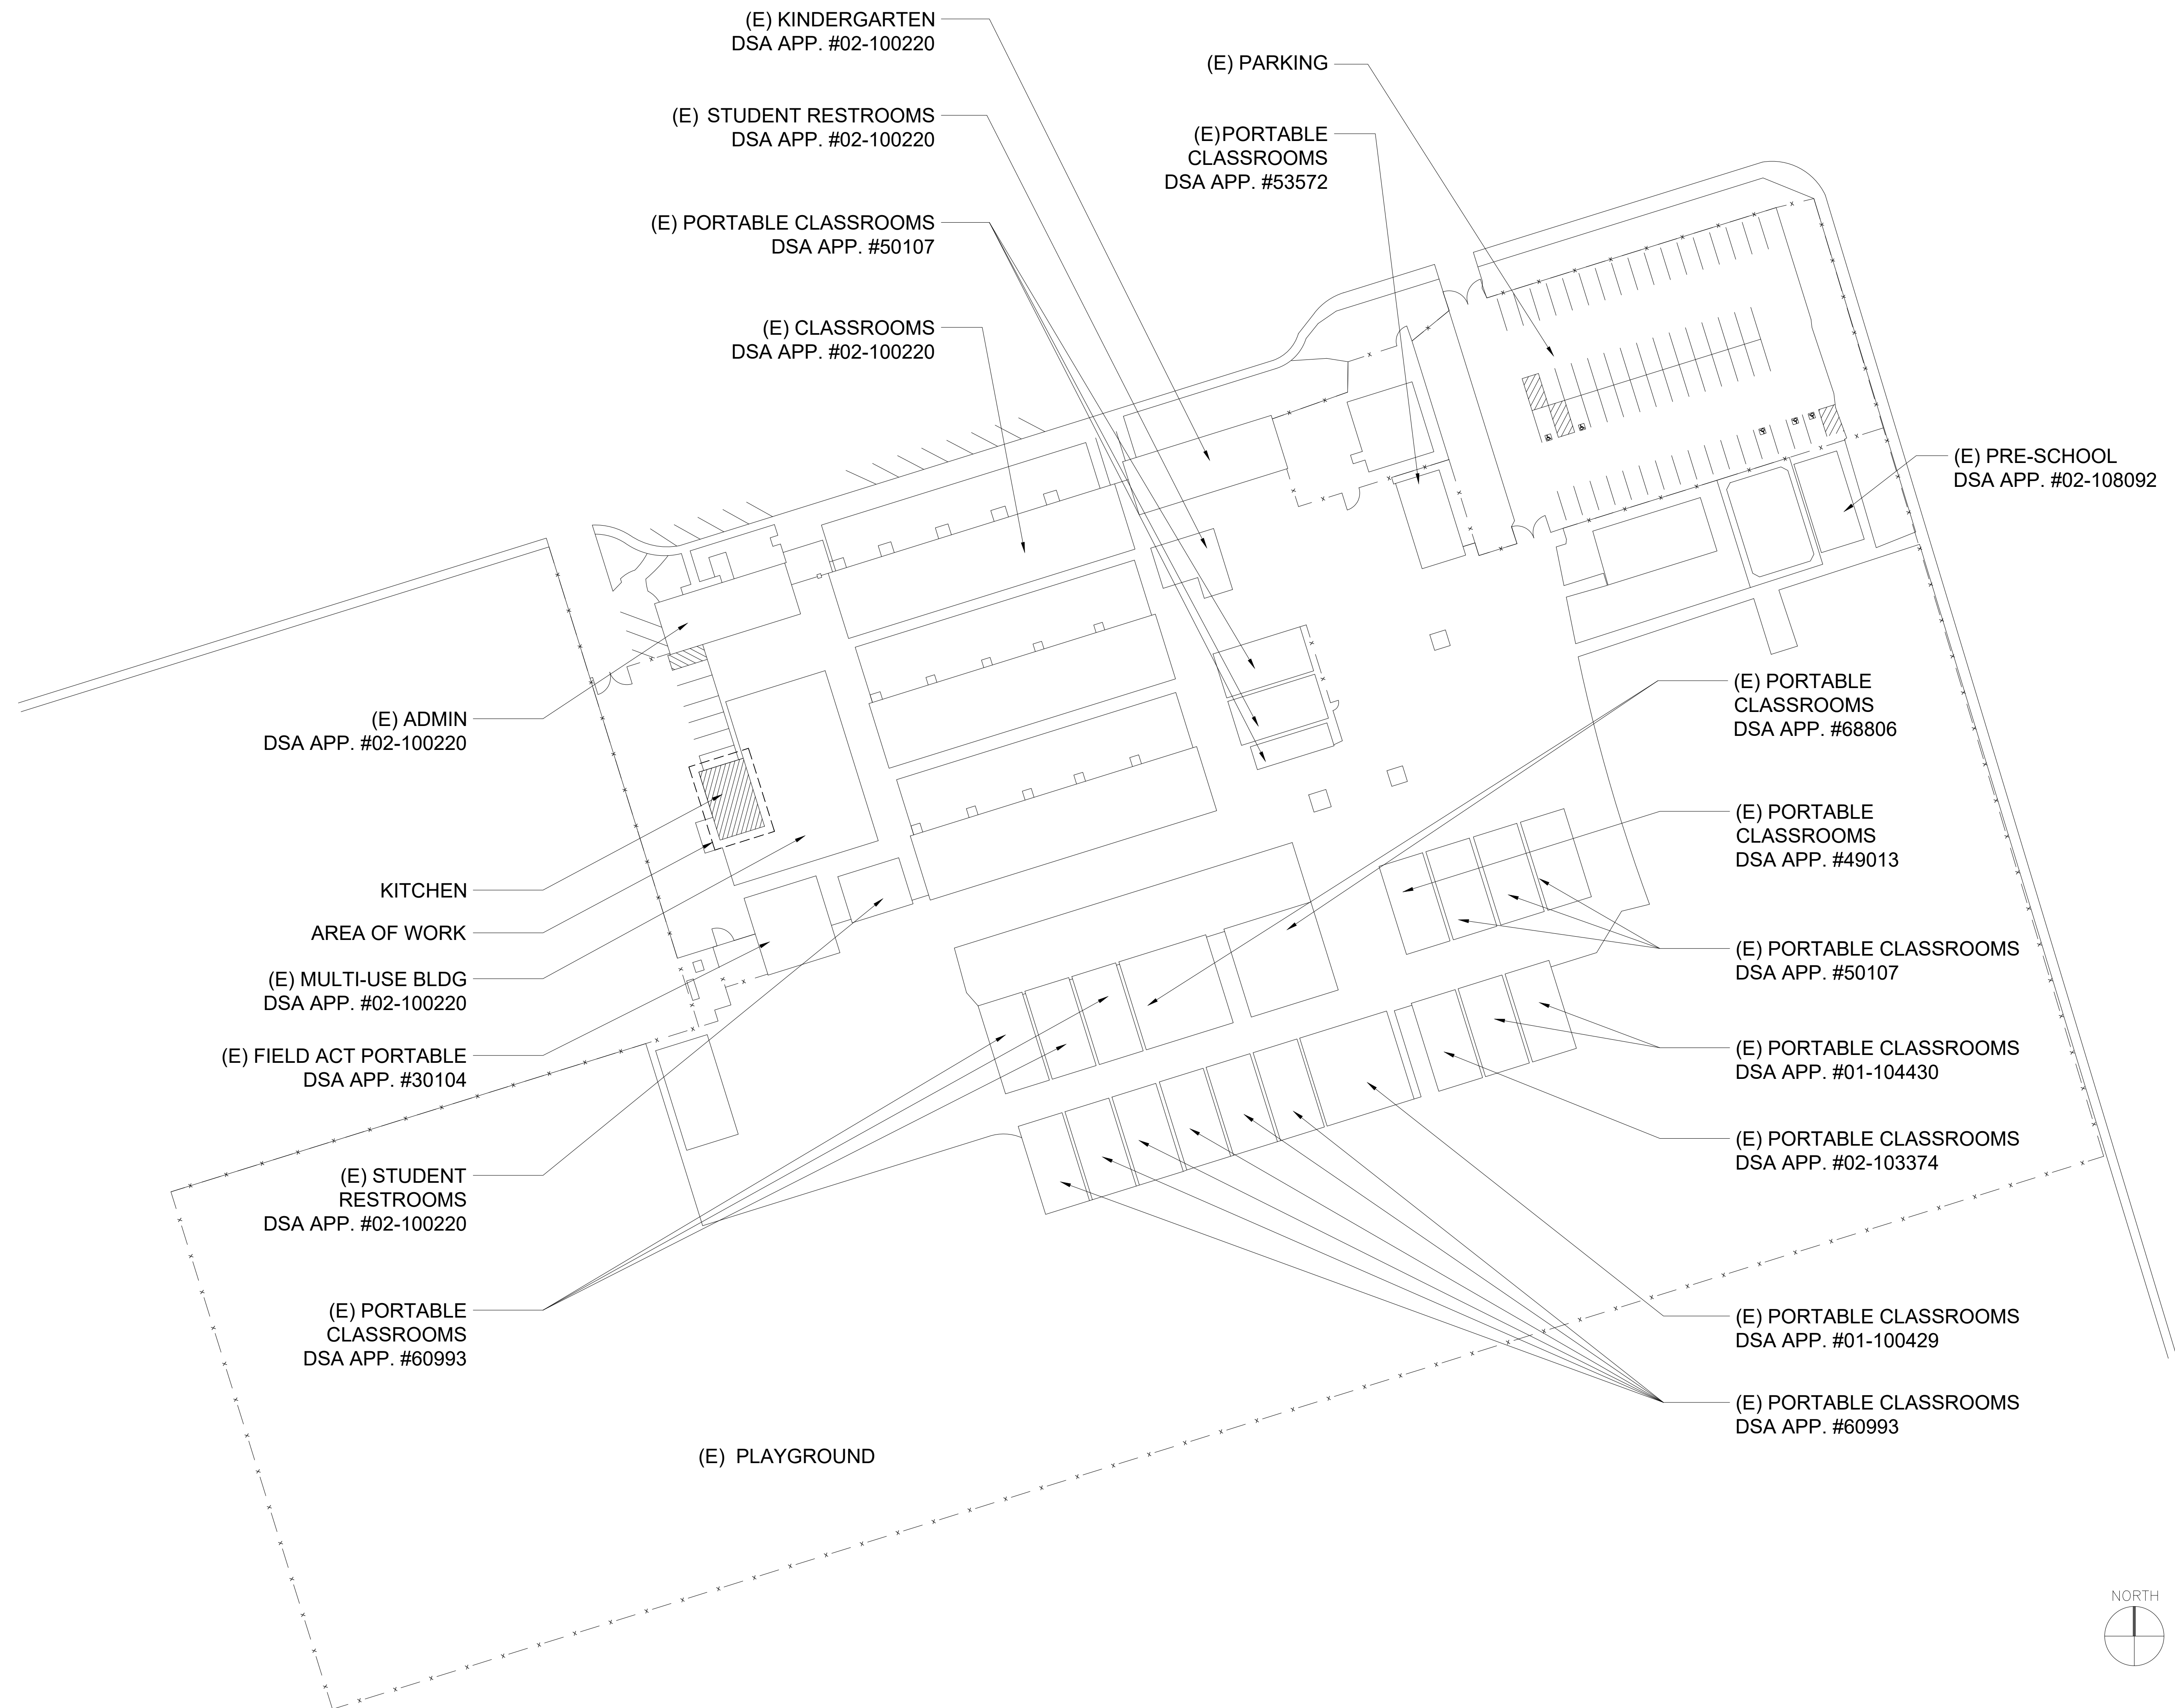 (E) KINDERGARTEN
DSA APP. #02-100220
(E) PARKING
(E) STUDENT RESTROOMS
DSA APP. #02-100220
(E)PORTABLE
CLASSROOMS
DSA APP. #53572
(E) PORTABLE CLASSROOMS
DSA APP. #50107
(E) CLASSROOMS
DSA APP. #02-100220
(E) PRE-SCHOOL
DSA APP. #02-108092
(E) ADMIN
DSA APP. #02-100220
(E) PORTABLE
CLASSROOMS
DSA APP. #68806
(E) PORTABLE
CLASSROOMS
DSA APP. #49013
KITCHEN
AREA OF WORK
(E) MULTI-USE BLDG
DSA APP. #02-100220
(E) PORTABLE CLASSROOMS
DSA APP. #50107
(E) FIELD ACT PORTABLE
DSA APP. #30104
(E) PORTABLE CLASSROOMS
DSA APP. #01-104430
(E) PORTABLE CLASSROOMS
DSA APP. #02-103374
(E) STUDENT
RESTROOMS
DSA APP. #02-100220
(E) PORTABLE
CLASSROOMS
DSA APP. #60993
(E) PORTABLE CLASSROOMS
DSA APP. #01-100429
(E) PORTABLE CLASSROOMS
DSA APP. #60993
(E) PLAYGROUND
NORTH